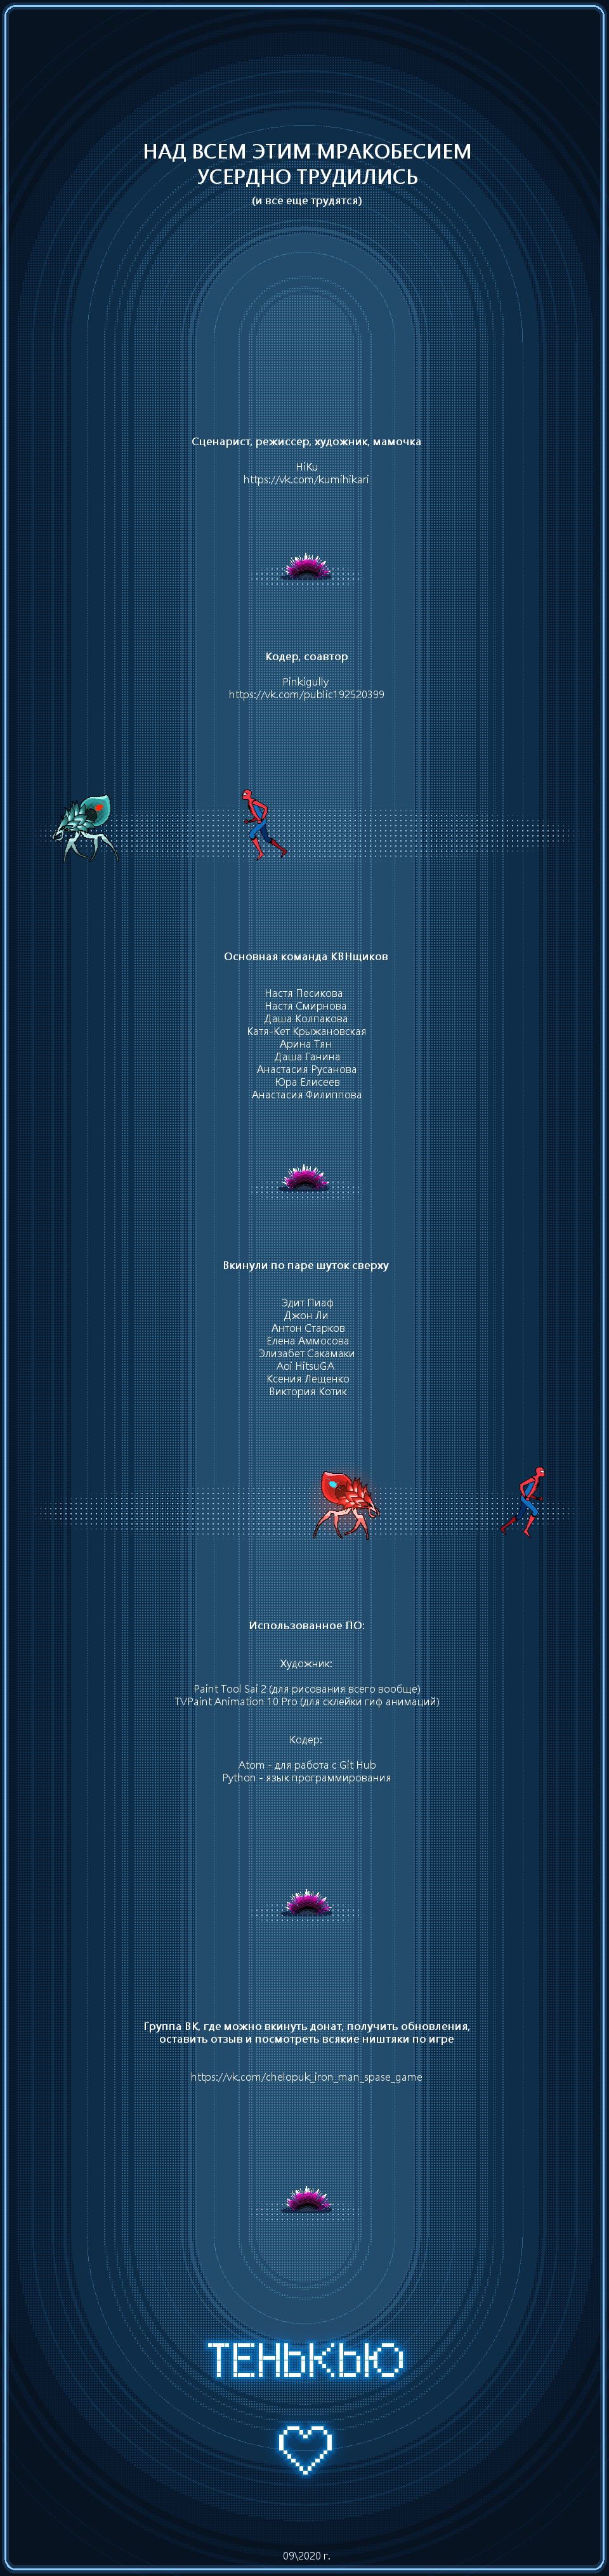 НАД ВСЕМ ЭТИМ МРАКОБЕСИЕМ
УСЕРДНО ТРУДИЛИСЬ
(и все еще трудятся)
Сценарист, режиссер, художник, мамочка
HiKu
https://vk.com/kumihikari
Кодер, соавтор
Pinkigully
https://vk.com/public192520399
Основная команда КВНщиков
Настя Песикова
Настя Смирнова
Даша Колпакова
Катя-Кет Крыжановская
Арина Тян
Даша Ганина
Анастасия Русанова
Юра Елисеев
Анастасия Филиппова
Вкинули по паре шуток сверху
Эдит Пиаф
Джон Ли
Антон Старков
Елена Аммосова
Элизабет Сакамаки
Aoi HitsuGA
Ксения Лещенко
Виктория Котик
Использованное ПО:
Художник:
Paint Tool Sai 2 (для рисования всего вообще)
TVPaint Animation 10 Pro (для склейки гиф анимаций)
Кодер:
Atom - для работа с Git Hub
Python - язык программирования
Группа ВК, где можно вкинуть донат, получить обновления,
оставить отзыв и посмотреть всякие ништяки по игре
https://vk.com/chelopuk_iron_man_spase_game
ТЕНЬКЬЮ
09\2020 г.